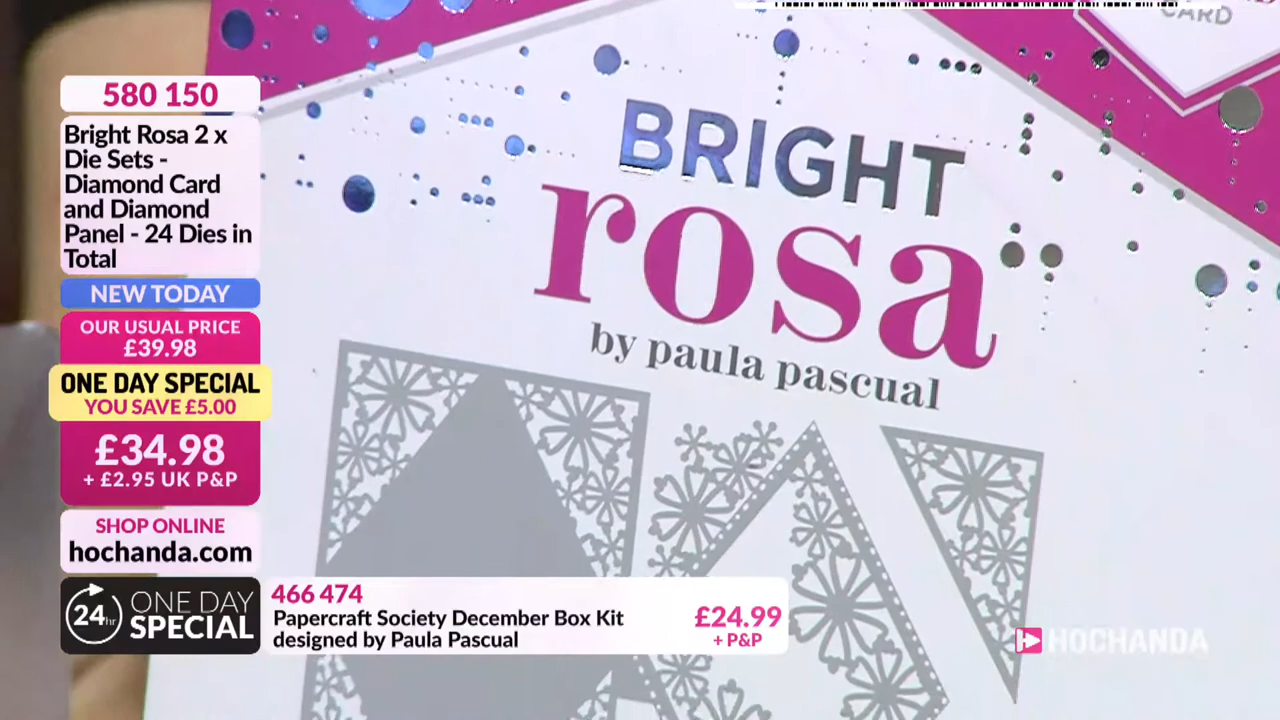 CARD
580 150
Bright Rosa 2 x
Die Sets -
Diamond Card
and Diamond
Panel - 24 Dies in
Total
NEW TODAY
OUR USUAL PRICE
£39.98
ONE DAY SPECIAL
YOU SAVE £5.00
£34.98
+ £2.95 UK P&P
SHOP ONLINE
hochanda.com
24hr ONE DAY
SPECIAL
BRIGHT
rosa
by paula pascual
466 474
Papercraft Society December Box Kit
designed by Paula Pascual
£24.99
+ P&P
HOCHANDA